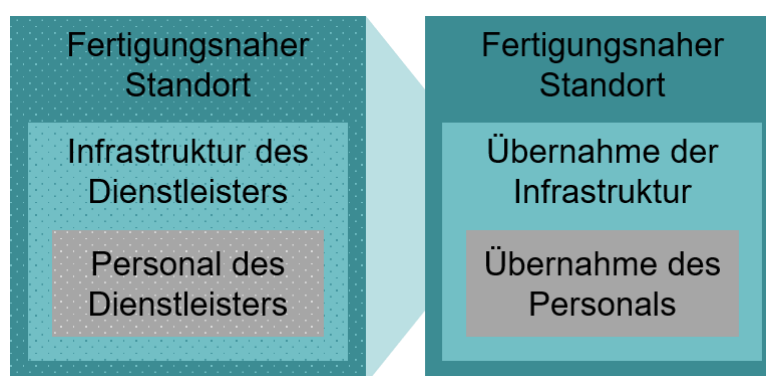 Fertigungsnaher
Standort
Infrastruktur des
Dienstleisters
Personal des
Dienstleisters
Fertigungsnaher
Standort
Übernahme der
Infrastruktur
Übernahme des
Personals